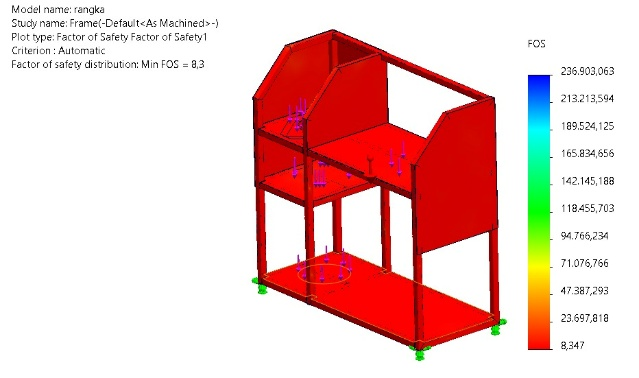 Model name: rangka
Study name: Frame(-Default<As Machined>-)
Plot type: Factor of Safety Factor of Safety1
Criterion : Automatic
Factor of safety distribution: Min FOS = 8,3
FOS
236.903,063
213.213,594
189.524,125
165.834,656
142.145,188
118.455,703
94.766,234
71.076,766
47.387,293
23.697,818
8,347